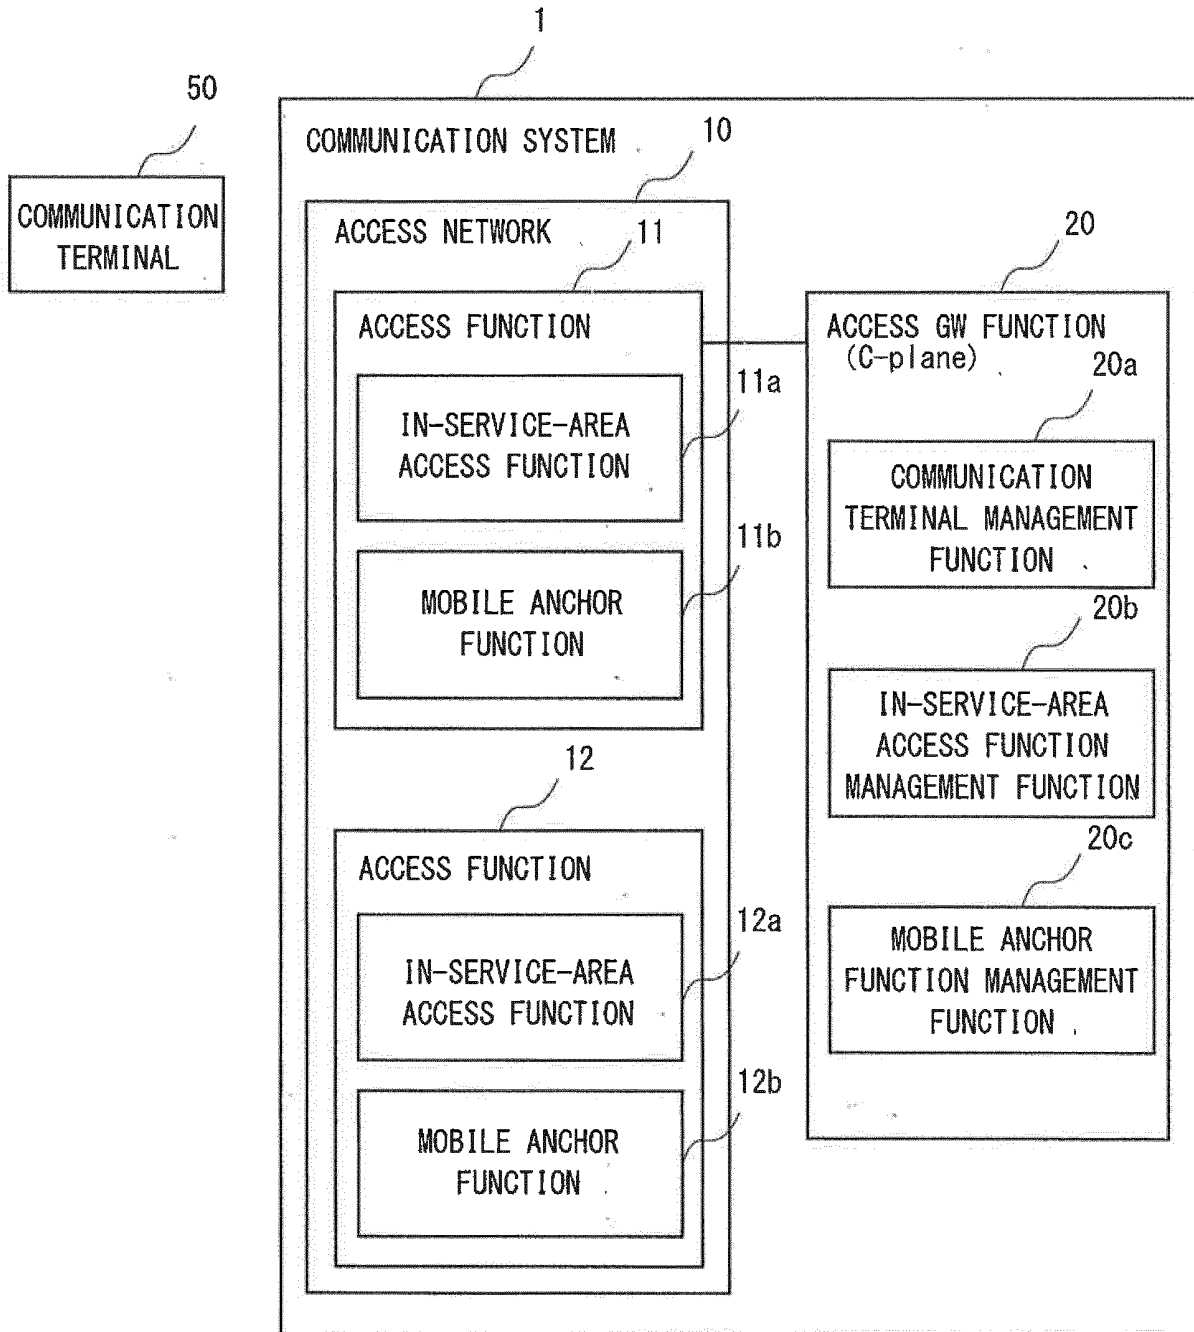 1
50
COMMUNICATION SYSTEM
10
COMMUNICATION
TERMINAL
ACCESS NETWORK
11
20
ACCESS FUNCTION
ACCESS GW FUNCTION
(C-plane)
11a
20a
IN-SERVICE-AREA
ACCESS FUNCTION
COMMUNICATION
TERMINAL MANAGEMENT
FUNCTION
11b
MOBILE ANCHOR
FUNCTION
20b
IN-SERVICE-AREA
ACCESS FUNCTION
MANAGEMENT FUNCTION
12
ACCESS FUNCTION
20c
12a
IN-SERVICE-AREA
ACCESS FUNCTION
MOBILE ANCHOR
FUNCTION MANAGEMENT
FUNCTION
12b
MOBILE ANCHOR
FUNCTION